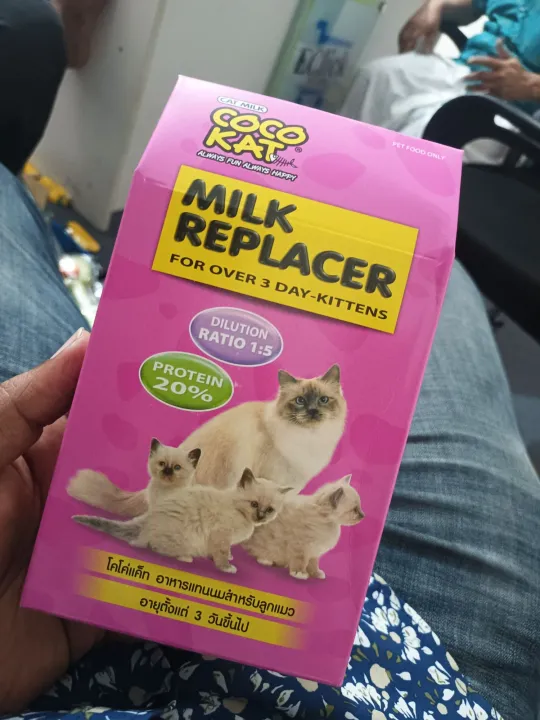 CAT MILK
COCO
KAT®
ALWAYS FUN ALWAYS HAPPY
PET FOOD ONLY
MILK
REPLACER
FOR OVER 3 DAY-KITTENS
DILUTION
RATIO 1:5
PROTEIN
20%
โคโค่แค็ท อาหารแทนนมสำหรับลูกแมว
อายุตั้งแต่ 3 วันขึ้นไป